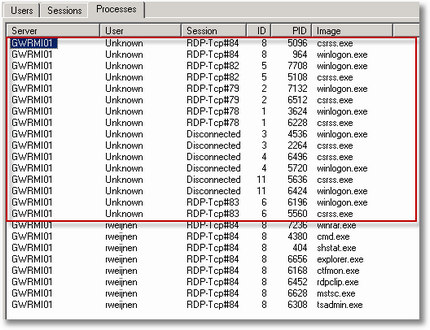 Users Sessions Processes
Server User Session ID PID Image
GWRMI01 Unknown RDP-Tcp#84 8 5096 csrss.exe
GWRMI01 Unknown RDP-Tcp#84 8 964 winlogon.exe
GWRMI01 Unknown RDP-Tcp#82 5 7708 winlogon.exe
GWRMI01 Unknown RDP-Tcp#82 5 5108 csrss.exe
GWRMI01 Unknown RDP-Tcp#79 2 7132 winlogon.exe
GWRMI01 Unknown RDP-Tcp#79 2 6512 csrss.exe
GWRMI01 Unknown RDP-Tcp#78 1 3624 winlogon.exe
GWRMI01 Unknown RDP-Tcp#78 1 6228 csrss.exe
GWRMI01 Unknown Disconnected 3 4536 winlogon.exe
GWRMI01 Unknown Disconnected 3 2264 csrss.exe
GWRMI01 Unknown Disconnected 4 6496 csrss.exe
GWRMI01 Unknown Disconnected 4 5720 winlogon.exe
GWRMI01 Unknown Disconnected 11 5636 csrss.exe
GWRMI01 Unknown Disconnected 11 6424 winlogon.exe
GWRMI01 Unknown RDP-Tcp#83 6 6196 winlogon.exe
GWRMI01 Unknown RDP-Tcp#83 6 5560 csrss.exe
GWRMI01 rweijnen RDP-Tcp#84 8 7236 winrar.exe
GWRMI01 rweijnen RDP-Tcp#84 8 4380 cmd.exe
GWRMI01 rweijnen RDP-Tcp#84 8 404 shstat.exe
GWRMI01 rweijnen RDP-Tcp#84 8 6656 explorer.exe
GWRMI01 rweijnen RDP-Tcp#84 8 6168 ctfmon.exe
GWRMI01 rweijnen RDP-Tcp#84 8 6452 rdpclip.exe
GWRMI01 rweijnen RDP-Tcp#84 8 6628 mstsc.exe
GWRMI01 rweijnen RDP-Tcp#84 8 6308 tsadmin.exe